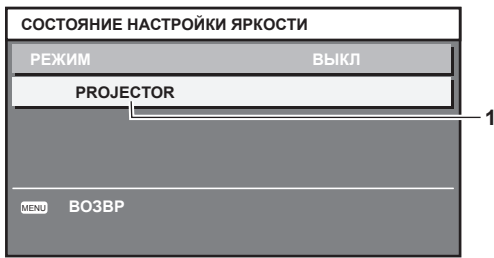 СОСТОЯНИЕ НАСТРОЙКИ ЯРКОСТИ
РЕЖИМ ВЫКЛ
PROJECTOR
1
MENU ВОЗВР